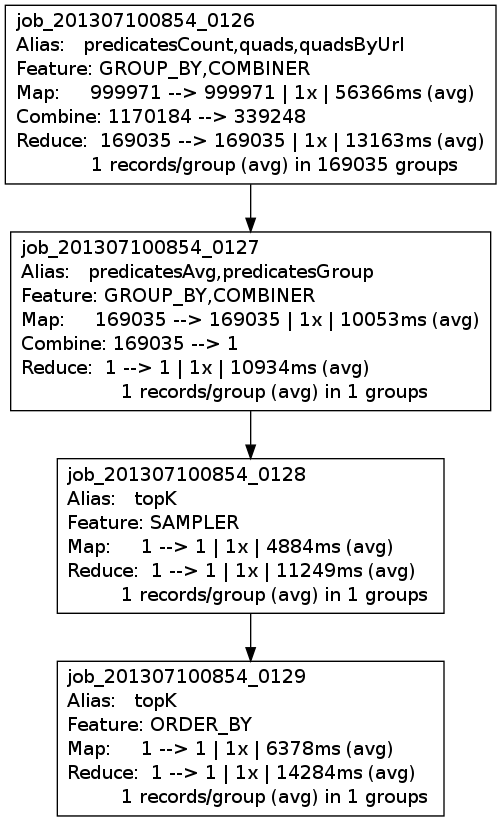 job_201307100854_0126
Alias: predicatesCount,quads,quadsByUrl
Feature: GROUP_BY,COMBINER
Map: 999971 --> 999971 | 1x | 56366ms (avg)
Combine: 1170184 --> 339248
Reduce: 169035 --> 169035 | 1x | 13163ms (avg)
1 records/group (avg) in 169035 groups
job_201307100854_0127
Alias: predicatesAvg,predicatesGroup
Feature: GROUP_BY,COMBINER
Map: 169035 --> 169035 | 1x | 10053ms (avg)
Combine: 169035 --> 1
Reduce: 1 --> 1 | 1x | 10934ms (avg)
1 records/group (avg) in 1 groups
job_201307100854_0128
Alias: topK
Feature: SAMPLER
Map: 1 --> 1 | 1x | 4884ms (avg)
Reduce: 1 --> 1 | 1x | 11249ms (avg)
1 records/group (avg) in 1 groups
job_201307100854_0129
Alias: topK
Feature: ORDER_BY
Map: 1 --> 1 | 1x | 6378ms (avg)
Reduce: 1 --> 1 | 1x | 14284ms (avg)
1 records/group (avg) in 1 groups